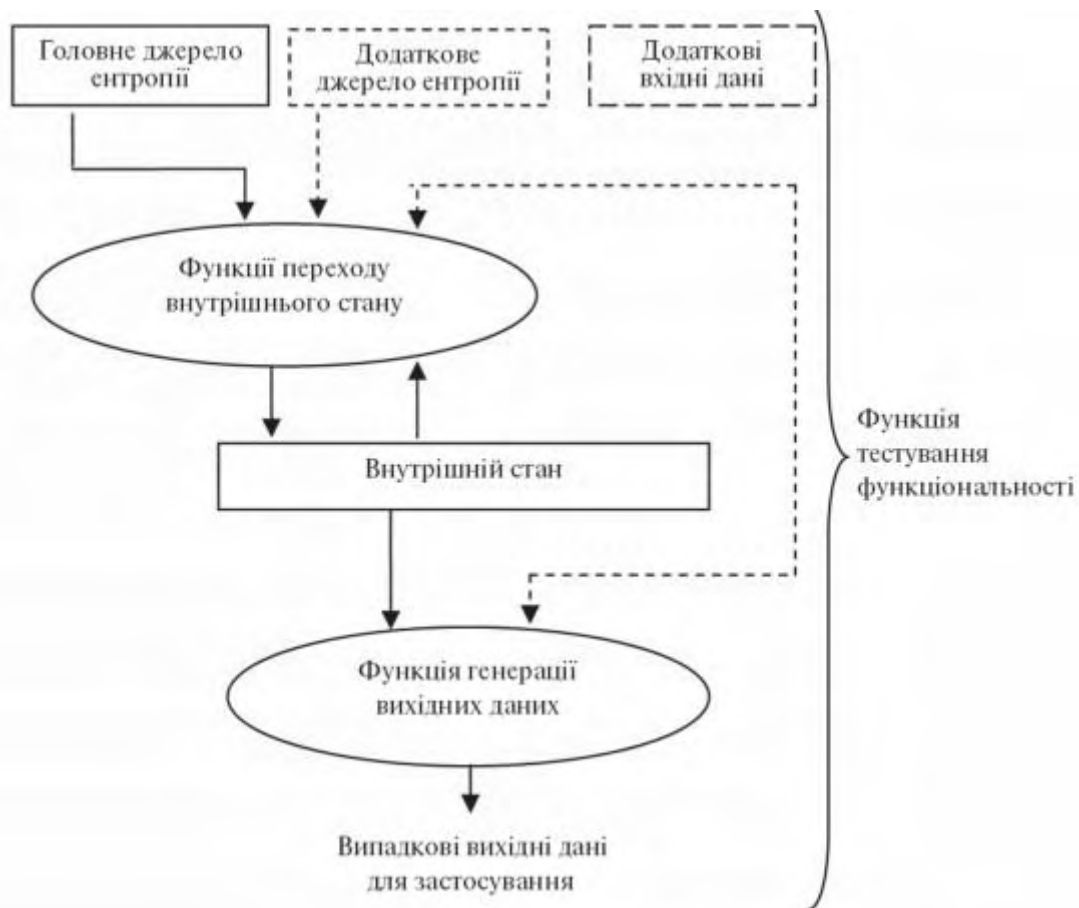 Головне джерело
ентропії
Додаткове
джерело ентропії
Додаткові
вхідні дані
Функції переходу
внутрішнього стану
Внутрішній стан
Функція
тестування
функціональності
Функція генерації
вихідних даних
Випадкові вихідні дані
для застосування